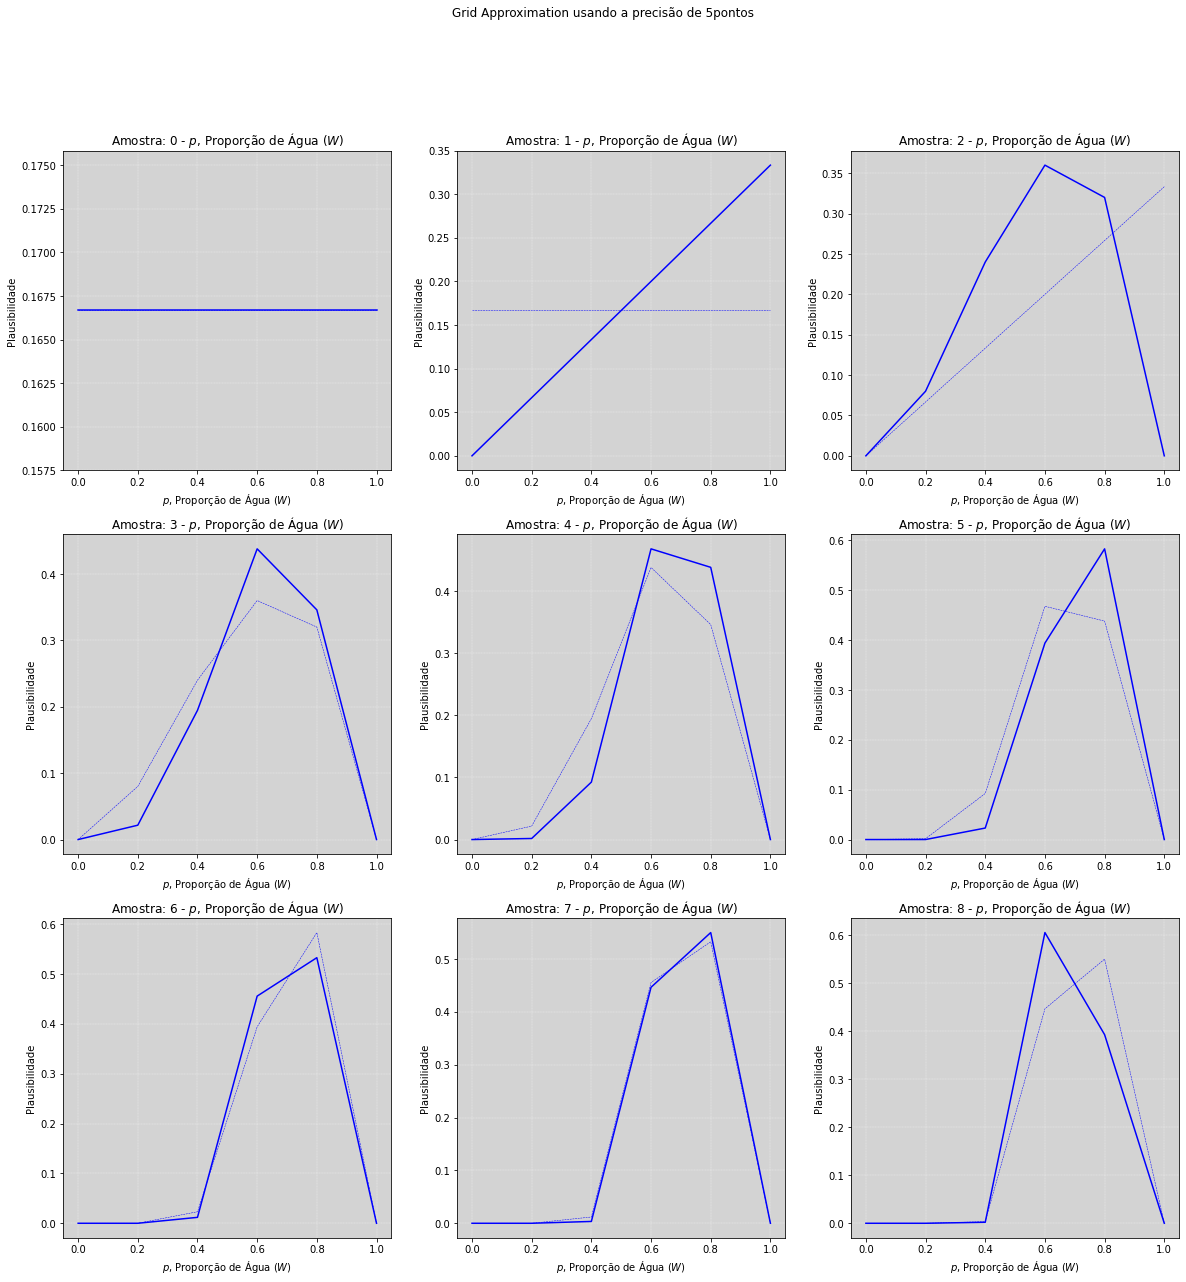 Grid Approximation usando a precisão de 5pontos
Amostra: 0 - p, Proporção de Água (W)
Plausibilidade
0.1750
0.1725
0.1700
0.1675
0.1650
0.1625
0.1600
0.1575
0.0 0.2 0.4 0.6 0.8 1.0
p, Proporção de Água (W)
Amostra: 1 - p, Proporção de Água (W)
Plausibilidade
0.35
0.30
0.25
0.20
0.15
0.10
0.05
0.00
0.0 0.2 0.4 0.6 0.8 1.0
p, Proporção de Água (W)
Amostra: 2 - p, Proporção de Água (W)
Plausibilidade
0.35
0.30
0.25
0.20
0.15
0.10
0.05
0.00
0.0 0.2 0.4 0.6 0.8 1.0
p, Proporção de Água (W)
Amostra: 3 - p, Proporção de Água (W)
Plausibilidade
0.4
0.3
0.2
0.1
0.0
0.0 0.2 0.4 0.6 0.8 1.0
p, Proporção de Água (W)
Amostra: 4 - p, Proporção de Água (W)
Plausibilidade
0.4
0.3
0.2
0.1
0.0
0.0 0.2 0.4 0.6 0.8 1.0
p, Proporção de Água (W)
Amostra: 5 - p, Proporção de Água (W)
Plausibilidade
0.6
0.5
0.4
0.3
0.2
0.1
0.0
0.0 0.2 0.4 0.6 0.8 1.0
p, Proporção de Água (W)
Amostra: 6 - p, Proporção de Água (W)
Plausibilidade
0.6
0.5
0.4
0.3
0.2
0.1
0.0
0.0 0.2 0.4 0.6 0.8 1.0
p, Proporção de Água (W)
Amostra: 7 - p, Proporção de Água (W)
Plausibilidade
0.5
0.4
0.3
0.2
0.1
0.0
0.0 0.2 0.4 0.6 0.8 1.0
p, Proporção de Água (W)
Amostra: 8 - p, Proporção de Água (W)
Plausibilidade
0.6
0.5
0.4
0.3
0.2
0.1
0.0
0.0 0.2 0.4 0.6 0.8 1.0
p, Proporção de Água (W)